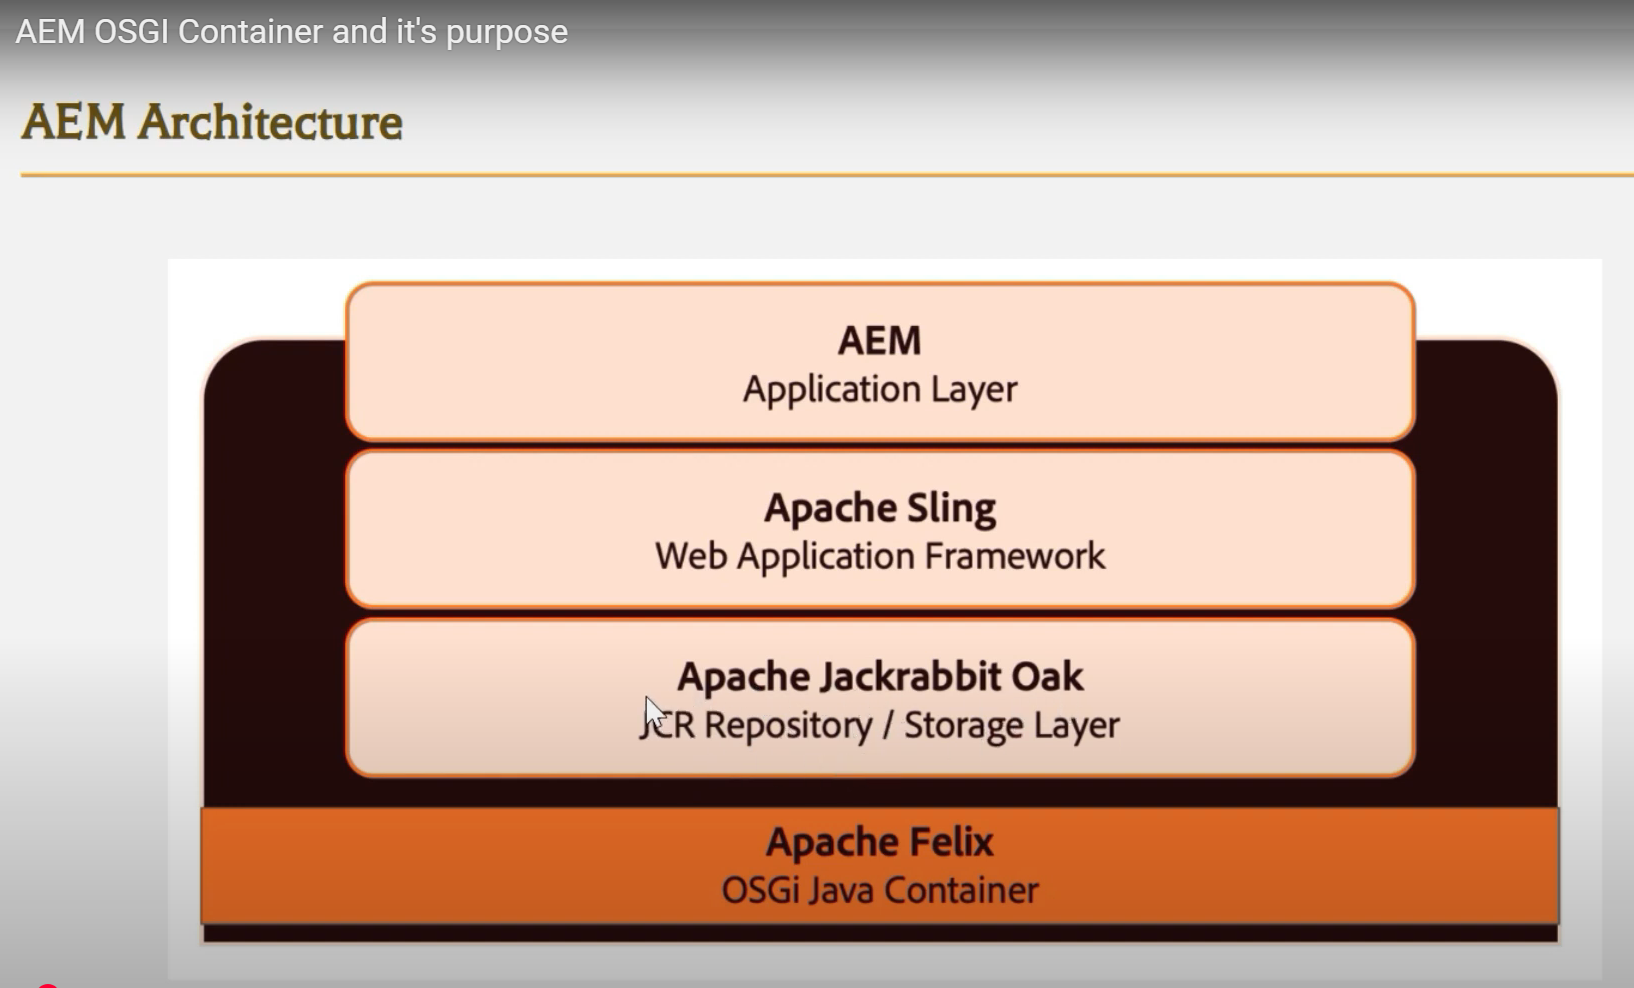 AEM OSGI Container and it's purpose
AEM Architecture
AEM
Application Layer
Apache Sling
Web Application Framework
Apache Jackrabbit Oak
JCR Repository / Storage Layer
Apache Felix
OSGi Java Container